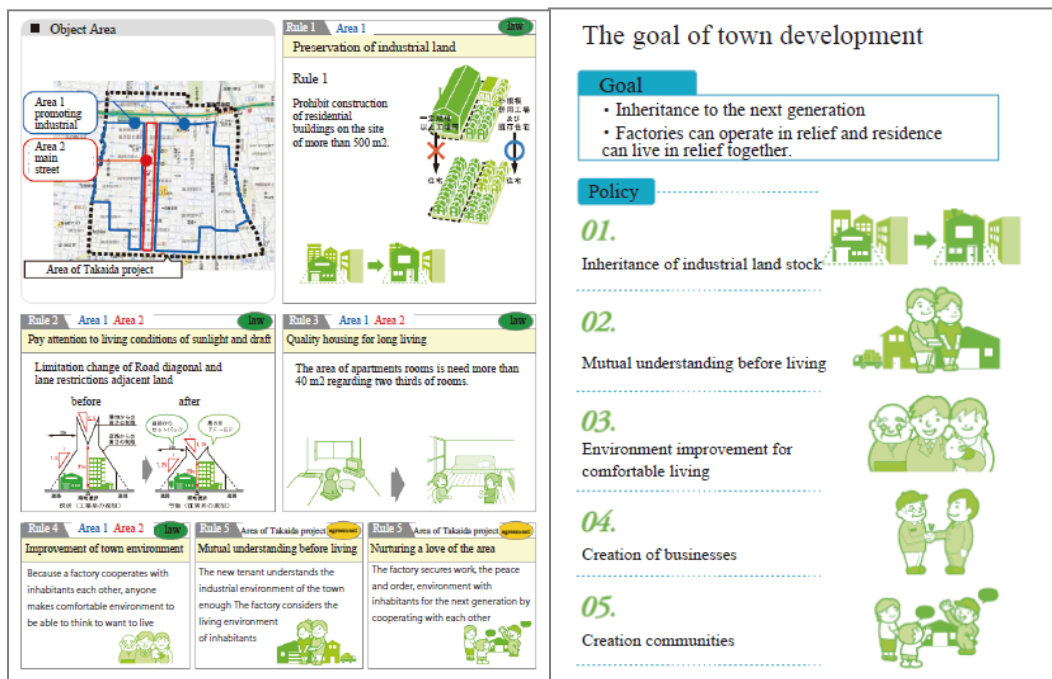 ■ Object Area
Area 1
promoting
industrial
Area 2
main
street
Area of Takaida project
Rule 1 Area 1 law
Preservation of industrial land
Rule 1
Prohibit construction
of residential
buildings on the site
of more than 500 m2.
及び
住宅
住宅
Rule 2 Area 1 Area 2 law
Pay attention to living conditions of sunlight and draft
Limitation change of Road diagonal and
lane restrictions adjacent land
before after
Rule 3 Area 1 Area 2 law
Quality housing for long living
The area of apartments rooms is need more than
40 m2 regarding two thirds of rooms.
Rule 4 Area 1 Area 2 law
Improvement of town environment
Because a factory cooperates with
inhabitants each other, anyone
makes comfortable environment to
be able to think to want to live
Rule 5 Area of Takaida project agreement
Mutual understanding before living
The new tenant understands the
industrial environment of the town
enough The factory considers the
living environment
of inhabitants
Rule 5 Area of Takaida project agreement
Nurturing a love of the area
The factory secures work, the peace
and order, environment with
inhabitants for the next generation by
cooperating with each other
The goal of town development
Goal
・Inheritance to the next generation
・Factories can operate in relief and residence
can live in relief together.
Policy
01.
Inheritance of industrial land stock
02.
Mutual understanding before living
03.
Environment improvement for
comfortable living
04.
Creation of businesses
05.
Creation communities